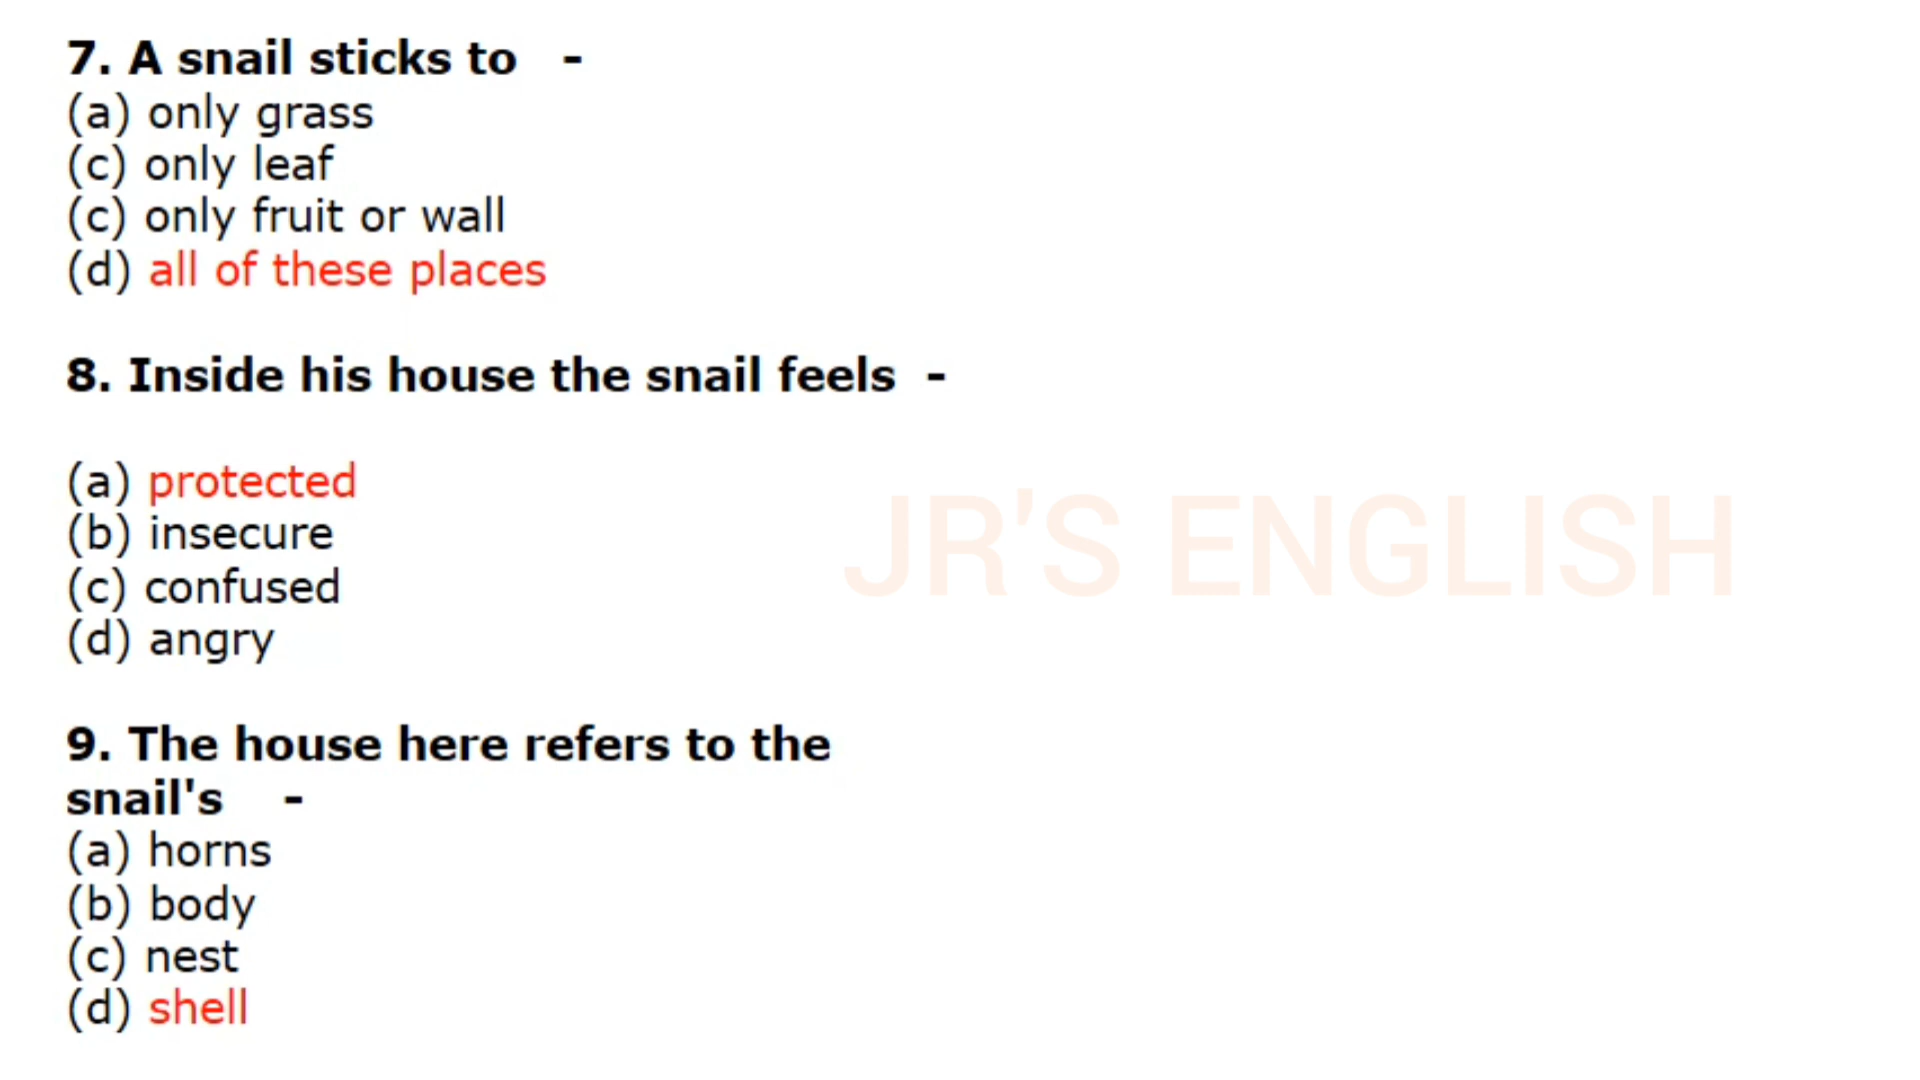 7. A snail sticks to -
(a) only grass
(c) only leaf
(c) only fruit or wall
(d) all of these places
8. Inside his house the snail feels -
(a) protected
(b) insecure
(c) confused
(d) angry
JR'S ENGLISH
9. The house here refers to the
snail's -
(a) horns
(b) body
(c) nest
(d) shell